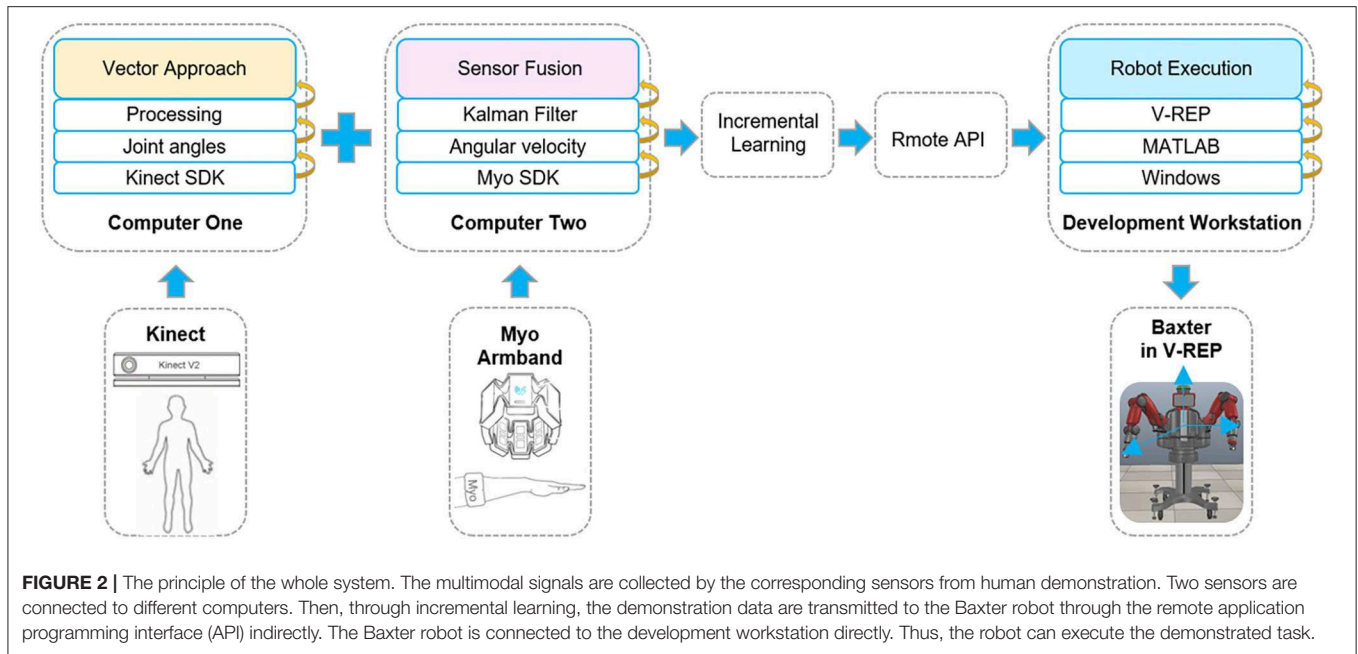 Vector Approach
Processing
Joint angles
Kinect SDK
Computer One
Sensor Fusion
Kalman Filter
Angular velocity
Myo SDK
Computer Two
Incremental
Learning
Rmote API
Robot Execution
V-REP
MATLAB
Windows
Development Workstation
Kinect
Kinect V2
Myo
Armband
Myo
Baxter
in V-REP
FIGURE 2 | The principle of the whole system. The multimodal signals are collected by the corresponding sensors from human demonstration. Two sensors are
connected to different computers. Then, through incremental learning, the demonstration data are transmitted to the Baxter robot through the remote application
programming interface (API) indirectly. The Baxter robot is connected to the development workstation directly. Thus, the robot can execute the demonstrated task.